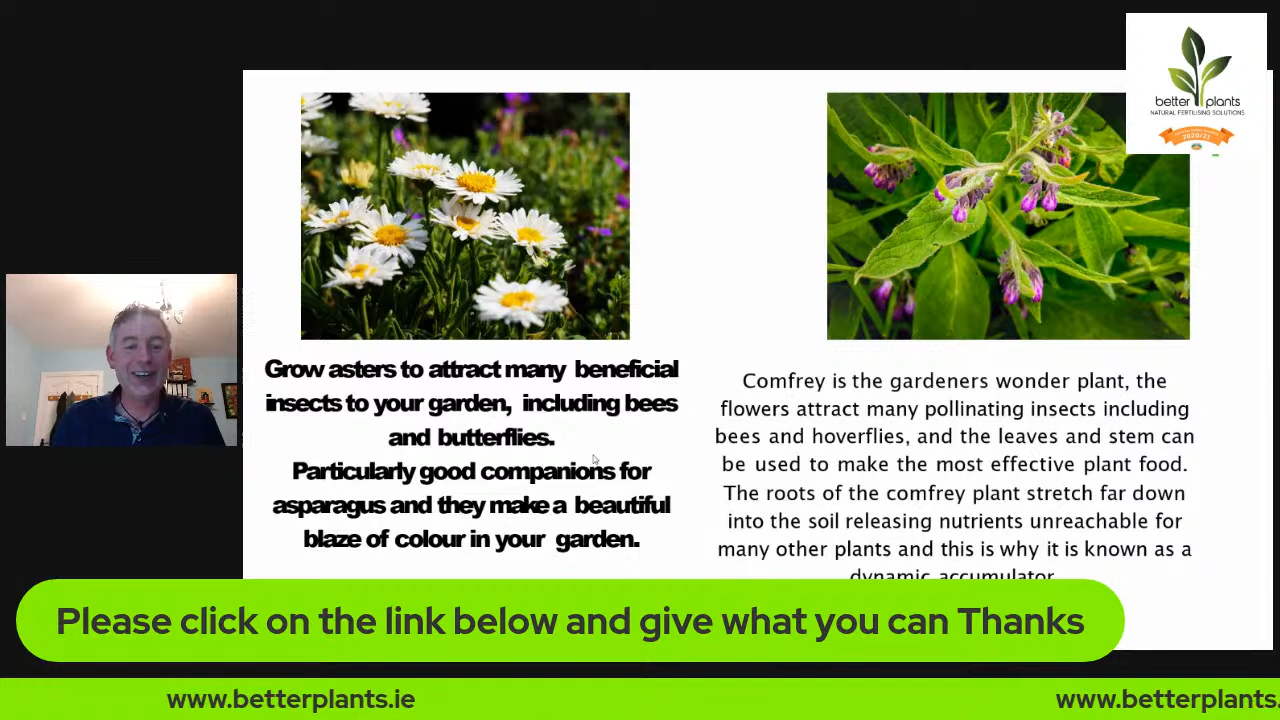 better plants
NATURAL FERTILISING SOLUTIONS
2020/21
Grow asters to attract many beneficial
insects to your garden, including bees
and butterflies.
Particularly good companions for
asparagus and they make a beautiful
blaze of colour in your garden.
Comfrey is the gardeners wonder plant, the
flowers attract many pollinating insects including
bees and hoverflies, and the leaves and stem can
be used to make the most effective plant food.
The roots of the comfrey plant stretch far down
into the soil releasing nutrients unreachable for
many other plants and this is why it is known as a
dynamic accumulator
Please click on the link below and give what you can Thanks
www.betterplants.ie
www.betterplants.